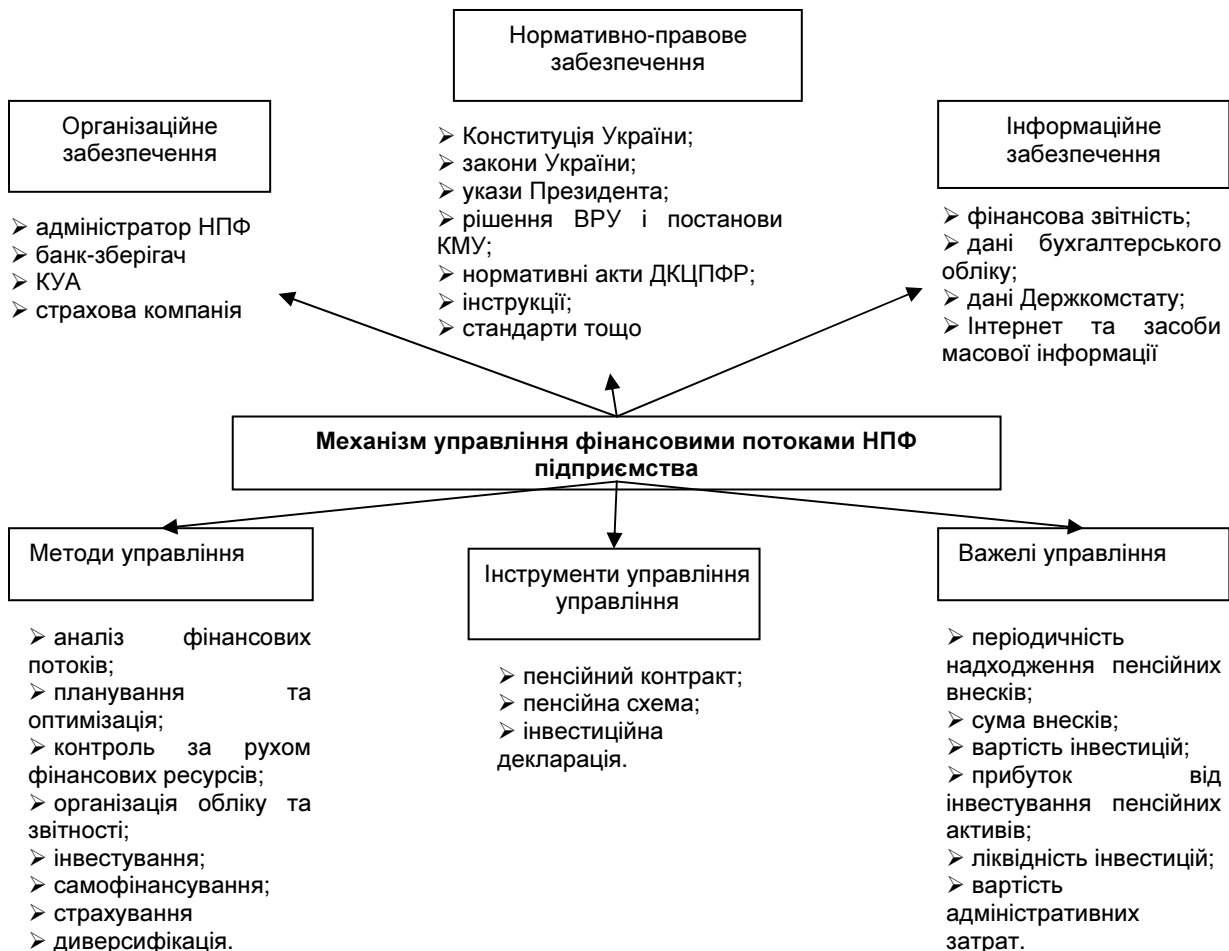 Нормативно-правове
забезпечення
Організаційне
забезпечення
Інформаційне
забезпечення
➢ Конституція України;
➢ закони України;
➢ укази Президента;
➢ рішення ВРУ і постанови
КМУ;
➢ нормативні акти ДКЦПФР;
➢ інструкції;
➢ стандарти тощо
➢ адміністратор НПФ
➢ банк-зберігач
➢ КУА
➢ страхова компанія
➢ фінансова звітність;
➢ дані бухгалтерського
обліку;
➢ дані Держкомстату;
➢ Інтернет та засоби
масової інформації
Механізм управління фінансовими потоками НПФ
підприємства
Методи управління
Інструменти управління
управління
Важелі управління
➢ аналіз фінансових
потоків;
➢ планування та
оптимізація;
➢ контроль за рухом
фінансових ресурсів;
➢ організація обліку та
звітності;
➢ інвестування;
➢ самофінансування;
➢ страхування
➢ диверсифікація.
➢ пенсійний контракт;
➢ пенсійна схема;
➢ інвестиційна
декларація.
➢ періодичність
надходження пенсійних
внесків;
➢ сума внесків;
➢ вартість інвестицій;
➢ прибуток від
інвестування пенсійних
активів;
➢ ліквідність інвестицій;
➢ вартість
адміністративних
затрат.